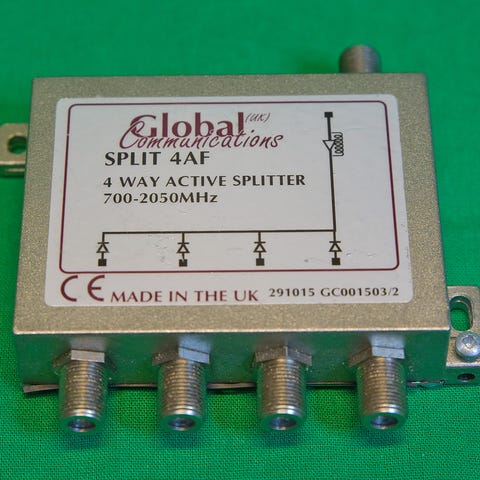 Global (UK)
Communications
SPLIT 4AF
4 WAY ACTIVE SPLITTER
700-2050MHz
CE MADE IN THE UK 291015 GC001503/2